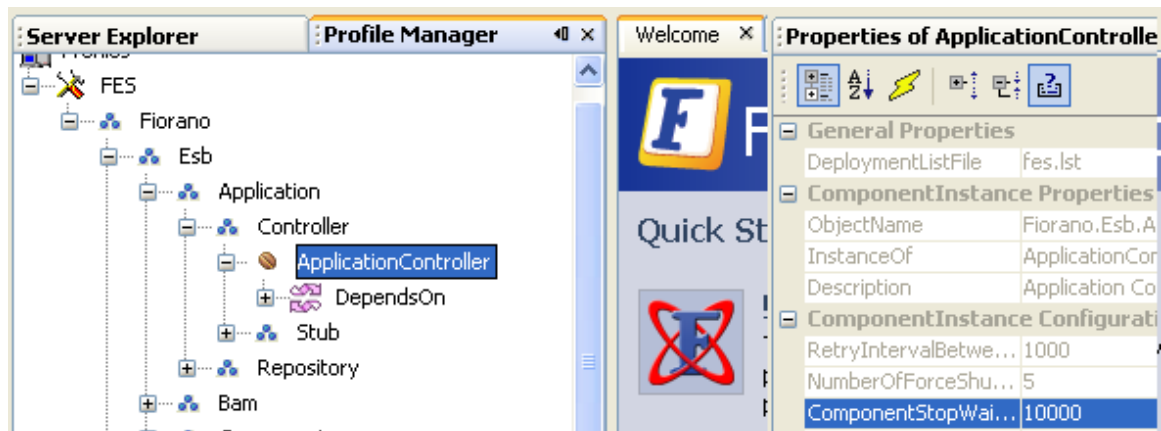 Server Explorer
Profile Manager
FES
Fiorano
Esb
Application
Controller
ApplicationController
DependsOn
Stub
Repository
Bam
Welcome
F
F
Quick St
F
Properties of ApplicationControlle
General Properties
DeploymentListFile fes.lst
ComponentInstance Properties
ObjectName Fiorano.Esb.A
InstanceOf ApplicationCor
Description Application Co
ComponentInstance Configurati
RetryIntervalBetwe... 1000
NumberOfForceShu... 5
ComponentStopWai... 10000